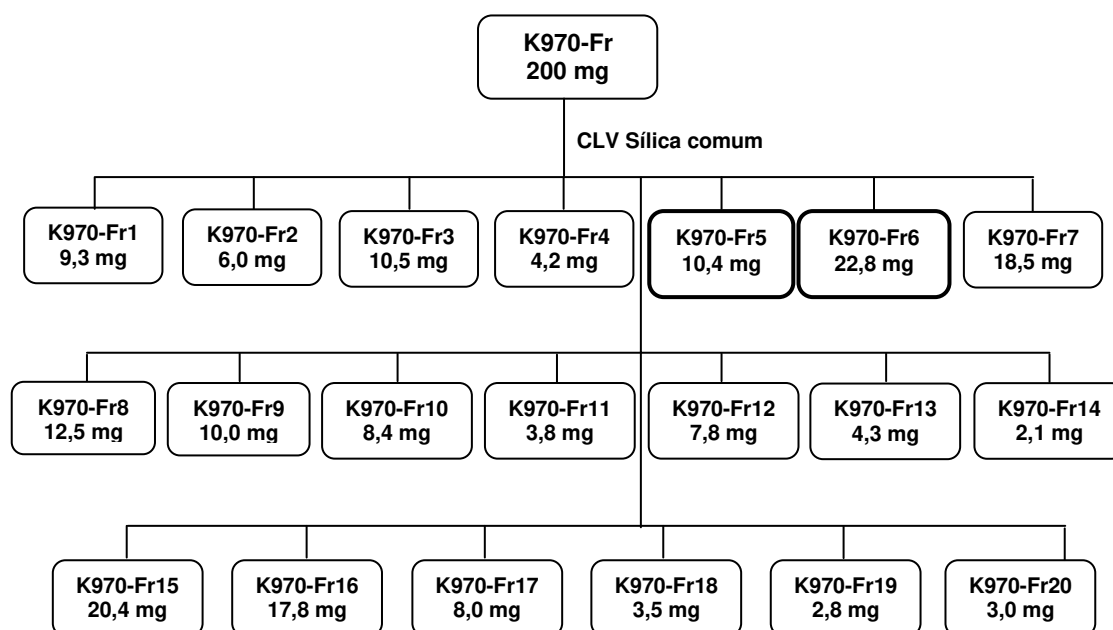 K970-Fr
200 mg
CLV Sílica comum
K970-Fr1
9,3 mg
K970-Fr2
6,0 mg
K970-Fr3
10,5 mg
K970-Fr4
4,2 mg
K970-Fr5
10,4 mg
K970-Fr6
22,8 mg
K970-Fr7
18,5 mg
K970-Fr8
12,5 mg
K970-Fr9
10,0 mg
K970-Fr10
8,4 mg
K970-Fr11
3,8 mg
K970-Fr12
7,8 mg
K970-Fr13
4,3 mg
K970-Fr14
2,1 mg
K970-Fr15
20,4 mg
K970-Fr16
17,8 mg
K970-Fr17
8,0 mg
K970-Fr18
3,5 mg
K970-Fr19
2,8 mg
K970-Fr20
3,0 mg